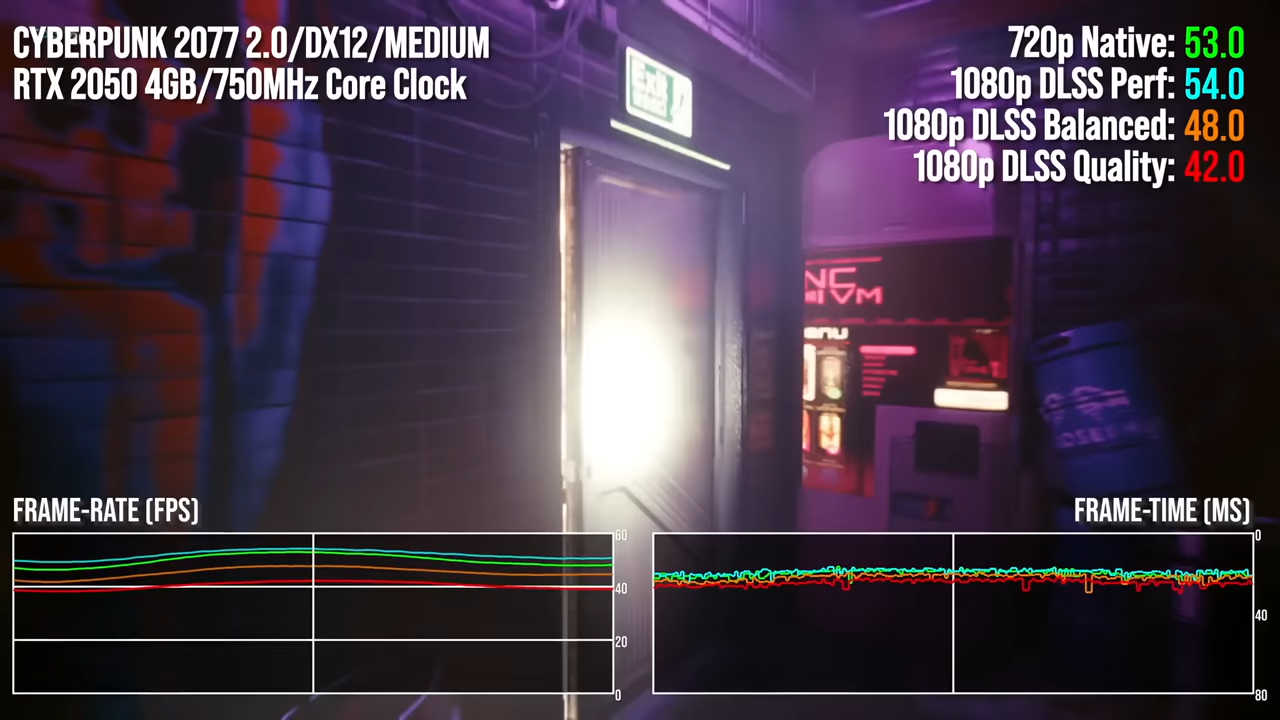 CYBERPUNK 2077 2.0/DX12/MEDIUM
RTX 2050 4GB/750MHz Core Clock
720p Native: 53.0
1080p DLSS Perf: 54.0
1080p DLSS Balanced: 48.0
1080p DLSS Quality: 42.0
Exit
NC
FRAME-RATE (FPS)
60
40
20
0
FRAME-TIME (MS)
0
40
80